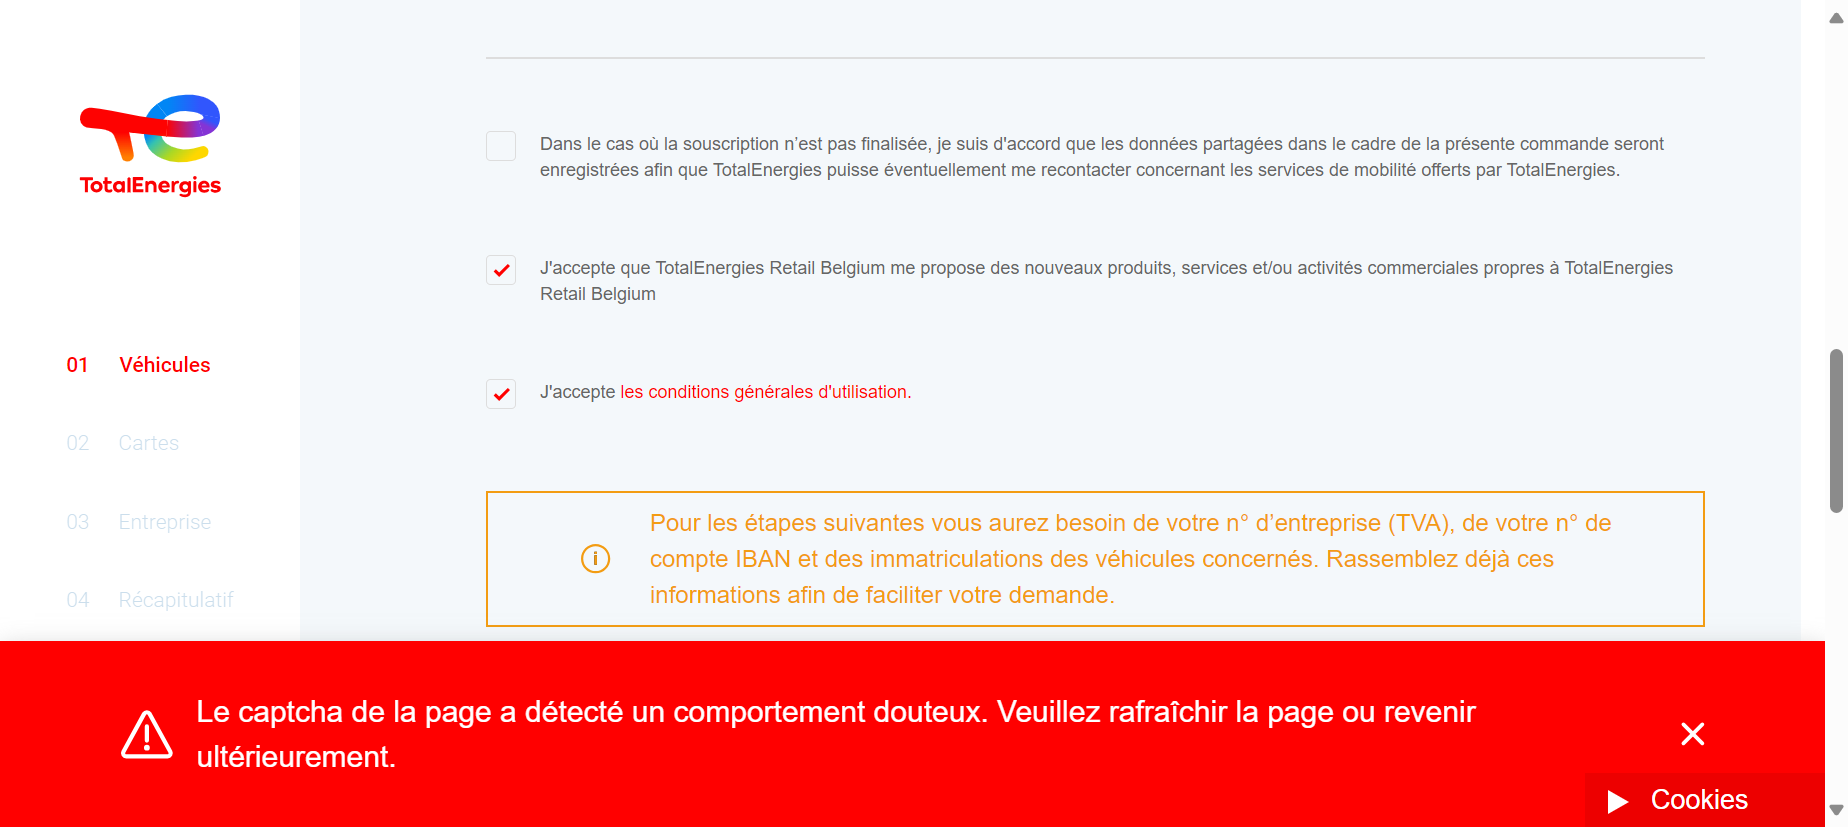 TotalEnergies
01 Véhicules
02 Cartes
03 Entreprise
04 Récapitulatif
Dans le cas où la souscription n’est pas finalisée, je suis d'accord que les données partagées dans le cadre de la présente commande seront
enregistrées afin que TotalEnergies puisse éventuellement me recontacter concernant les services de mobilité offerts par TotalEnergies.
J'accepte que TotalEnergies Retail Belgium me propose des nouveaux produits, services et/ou activités commerciales propres à TotalEnergies
Retail Belgium
J'accepte les conditions générales d'utilisation.
Pour les étapes suivantes vous aurez besoin de votre n° d’entreprise (TVA), de votre n° de
compte IBAN et des immatriculations des véhicules concernés. Rassemblez déjà ces
informations afin de faciliter votre demande.
Le captcha de la page a détecté un comportement douteux. Veuillez rafraîchir la page ou revenir
ultérieurement.
Cookies